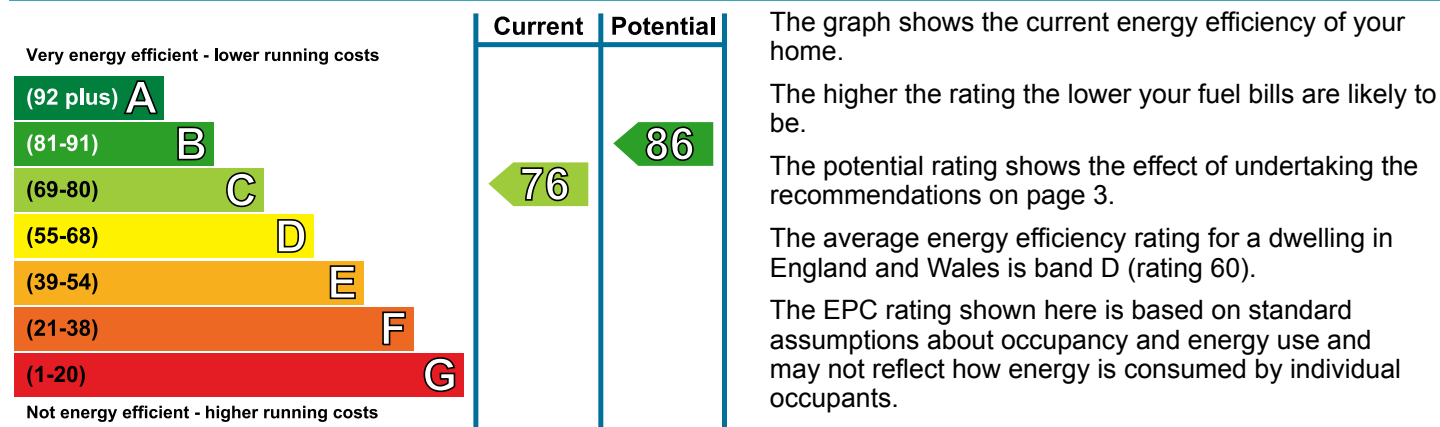 Current Potential
Very energy efficient - lower running costs
(92 plus) A
(81-91) B
(69-80) C
(55-68) D
(39-54) E
(21-38) F
(1-20) G
Not energy efficient - higher running costs
76
86
The graph shows the current energy efficiency of your
home.
The higher the rating the lower your fuel bills are likely to
be.
The potential rating shows the effect of undertaking the
recommendations on page 3.
The average energy efficiency rating for a dwelling in
England and Wales is band D (rating 60).
The EPC rating shown here is based on standard
assumptions about occupancy and energy use and
may not reflect how energy is consumed by individual
occupants.